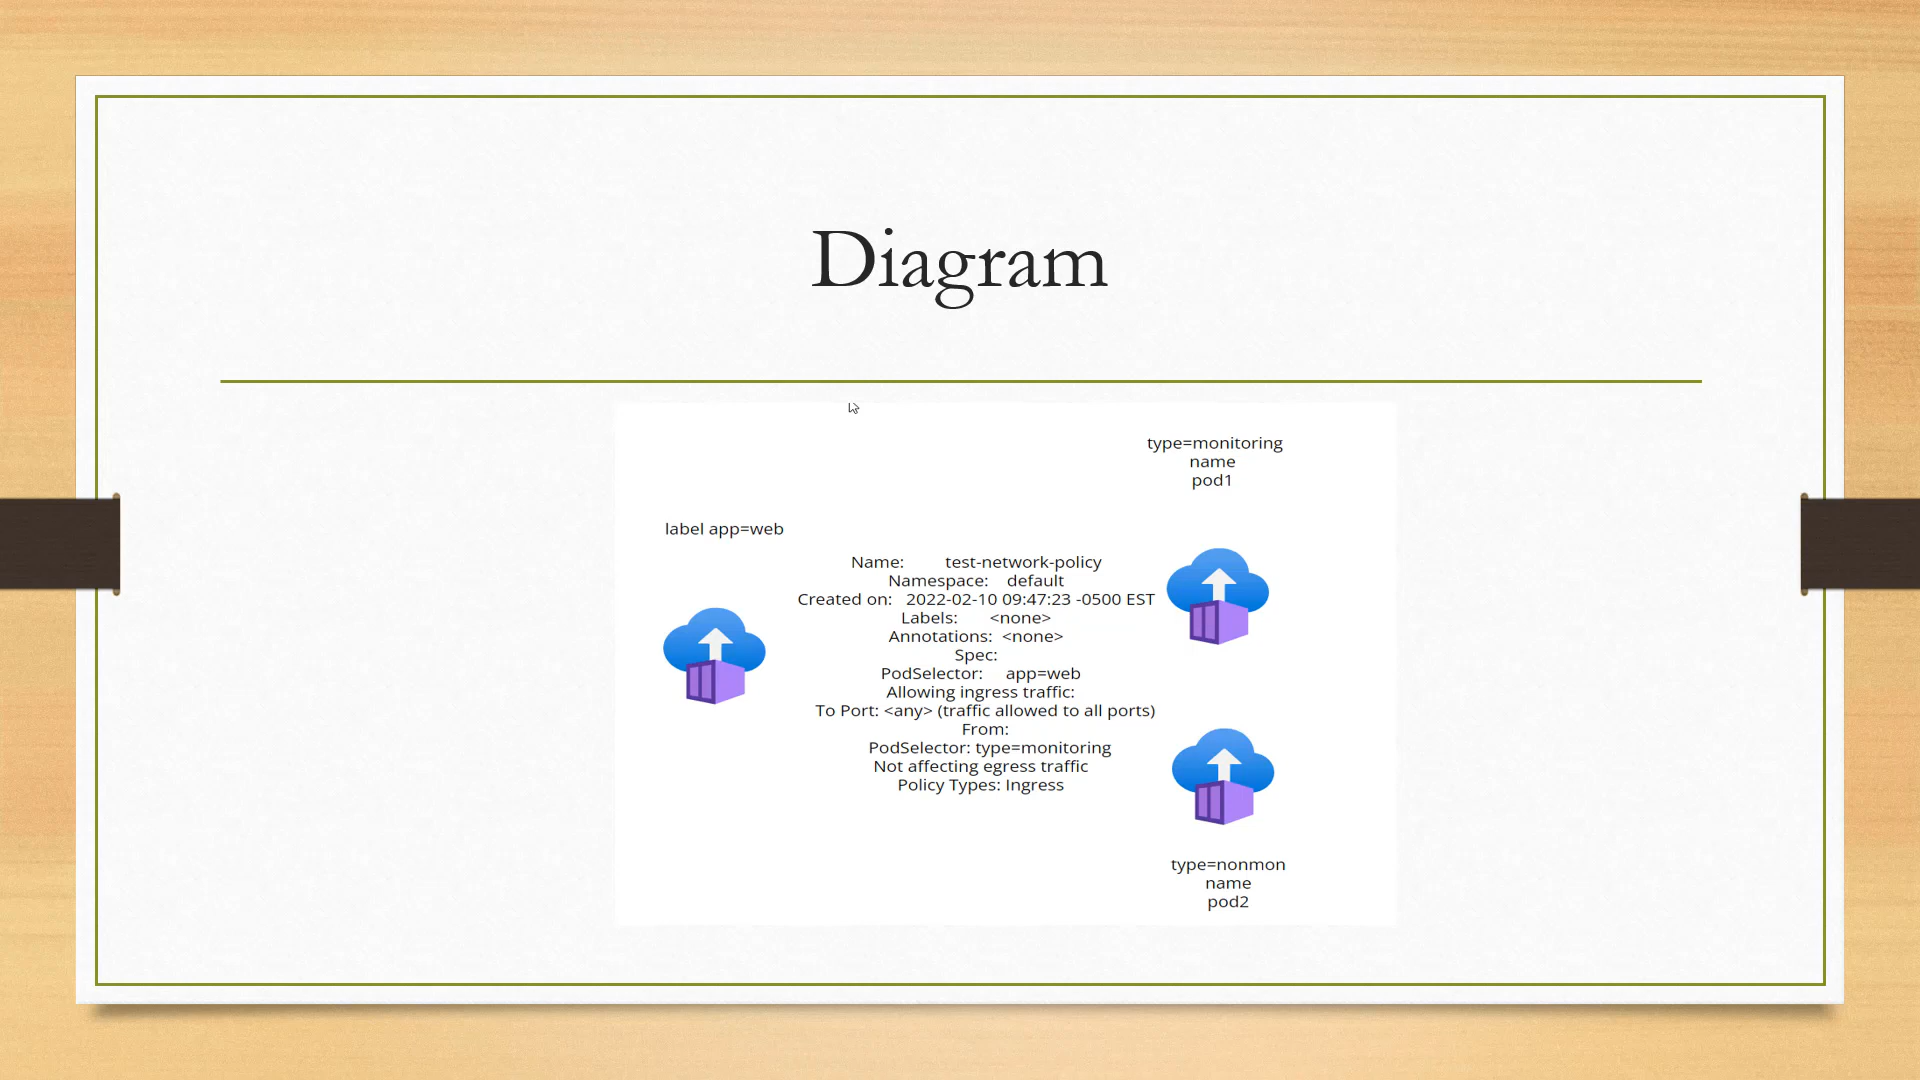 Diagram
type=monitoring
name
pod1
label app=web
Name: test-network-policy
Namespace: default
Created on: 2022-02-10 09:47:23 -0500 EST
Labels: <none>
Annotations: <none>
Spec:
PodSelector: app=web
Allowing ingress traffic:
To Port: <any> (traffic allowed to all ports)
From:
PodSelector: type=monitoring
Not affecting egress traffic
Policy Types: Ingress
type=nonmon
name
pod2